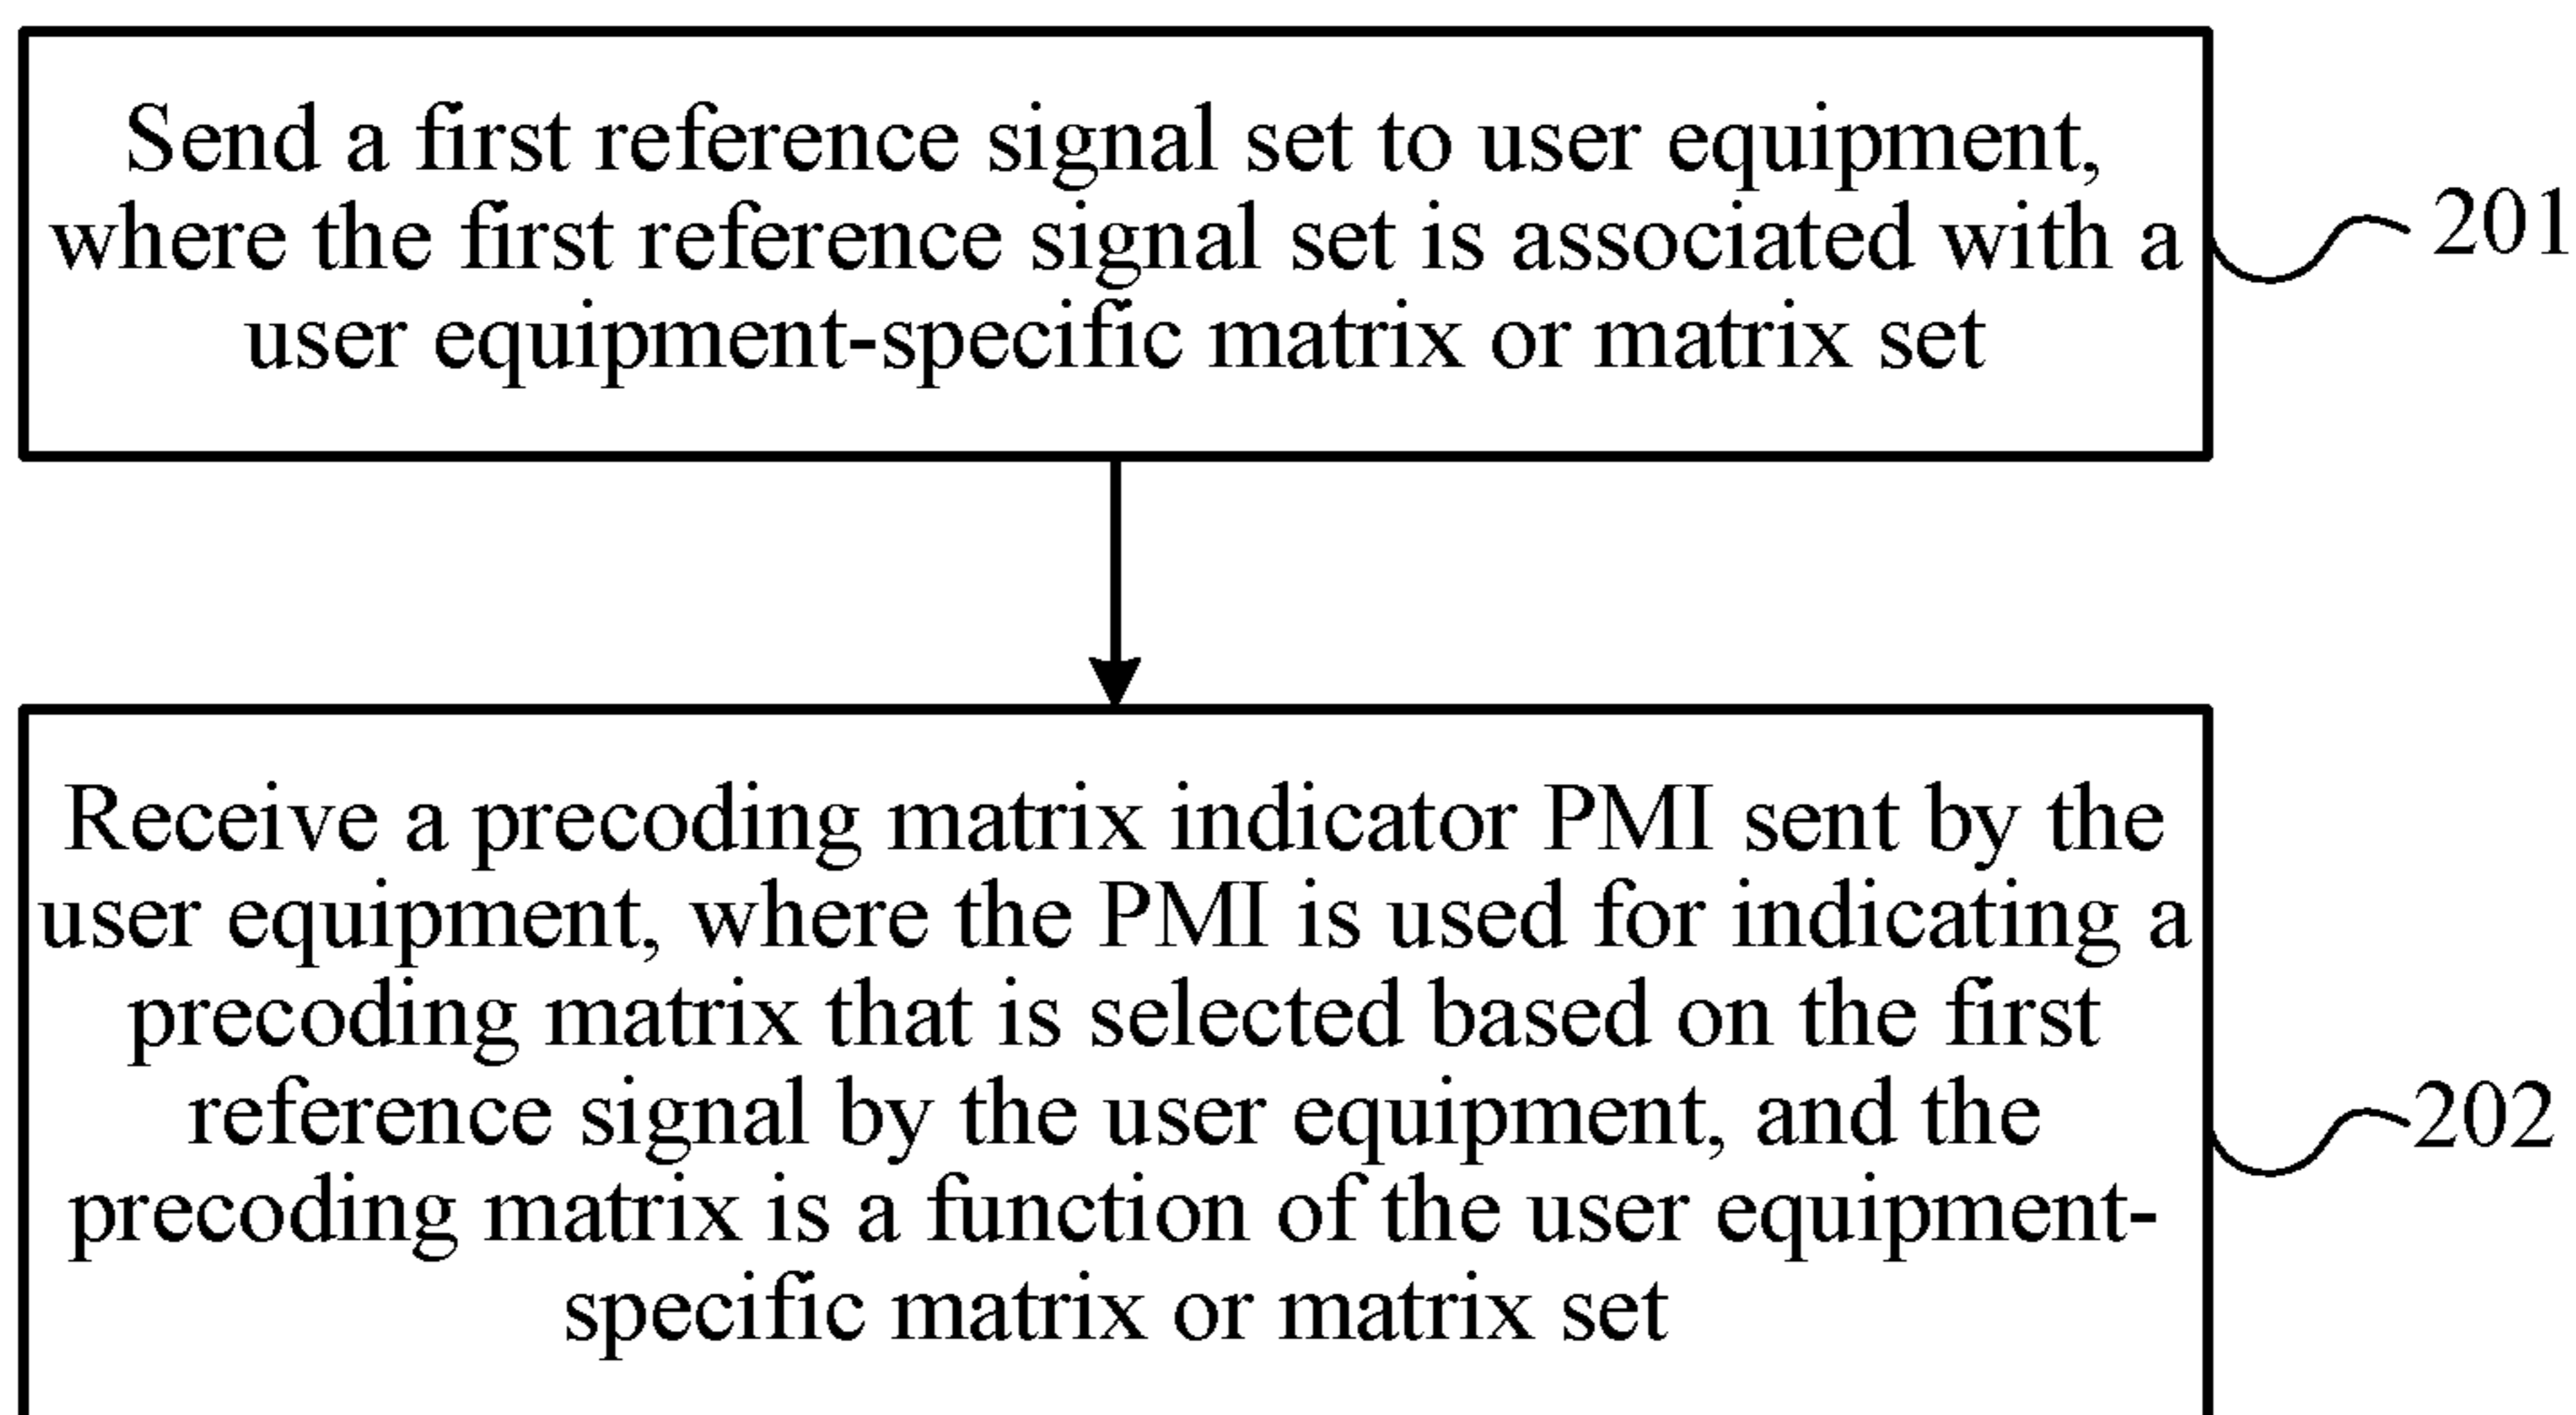 Send a first reference signal set to user equipment,
where the first reference signal set is associated with a
user equipment-specific matrix or matrix set
201
Receive a precoding matrix indicator PMI sent by the
user equipment, where the PMI is used for indicating a
precoding matrix that is selected based on the first
reference signal by the user equipment, and the
precoding matrix is a function of the user equipment-
specific matrix or matrix set
202